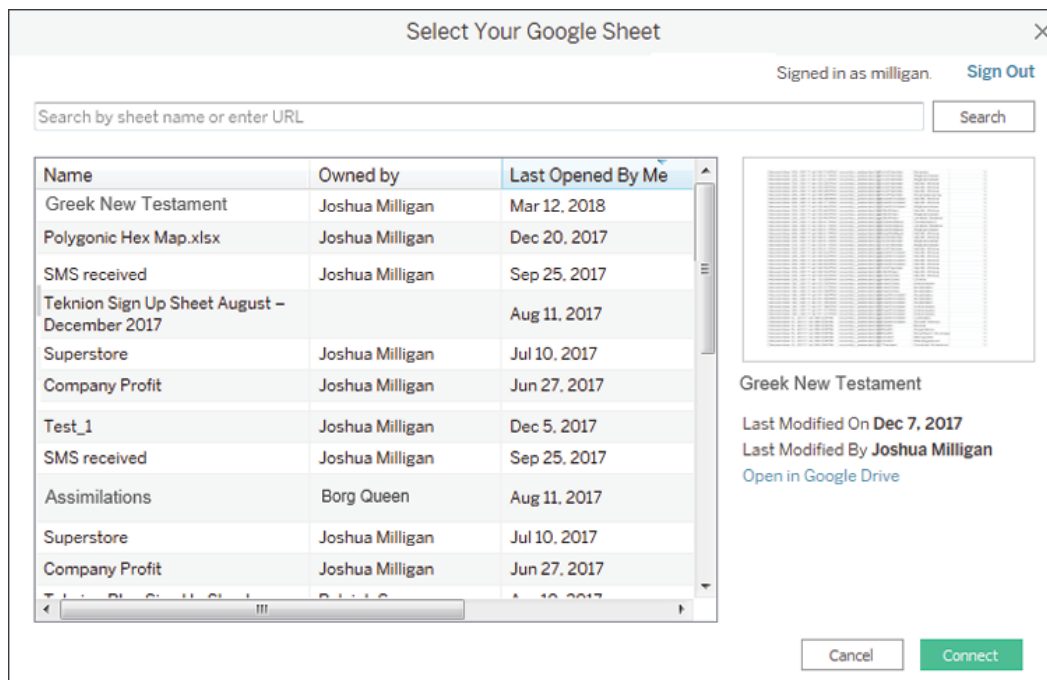 Select Your Google Sheet
Signed in as milligan.
Sign Out
Search by sheet name or enter URL
Search
Name Owned by Last Opened By Me
Greek New Testament Joshua Milligan Mar 12, 2018
Polygonic Hex Map.xlsx Joshua Milligan Dec 20, 2017
SMS received Joshua Milligan Sep 25, 2017
Teknion Sign Up Sheet August –
December 2017 Aug 11, 2017
Superstore Joshua Milligan Jul 10, 2017
Company Profit Joshua Milligan Jun 27, 2017
Test_1 Joshua Milligan Dec 5, 2017
SMS received Joshua Milligan Sep 25, 2017
Assimilations Borg Queen Aug 11, 2017
Superstore Joshua Milligan Jul 10, 2017
Company Profit Joshua Milligan Jun 27, 2017
Greek New Testament
Last Modified On Dec 7, 2017
Last Modified By Joshua Milligan
Open in Google Drive
Cancel
Connect